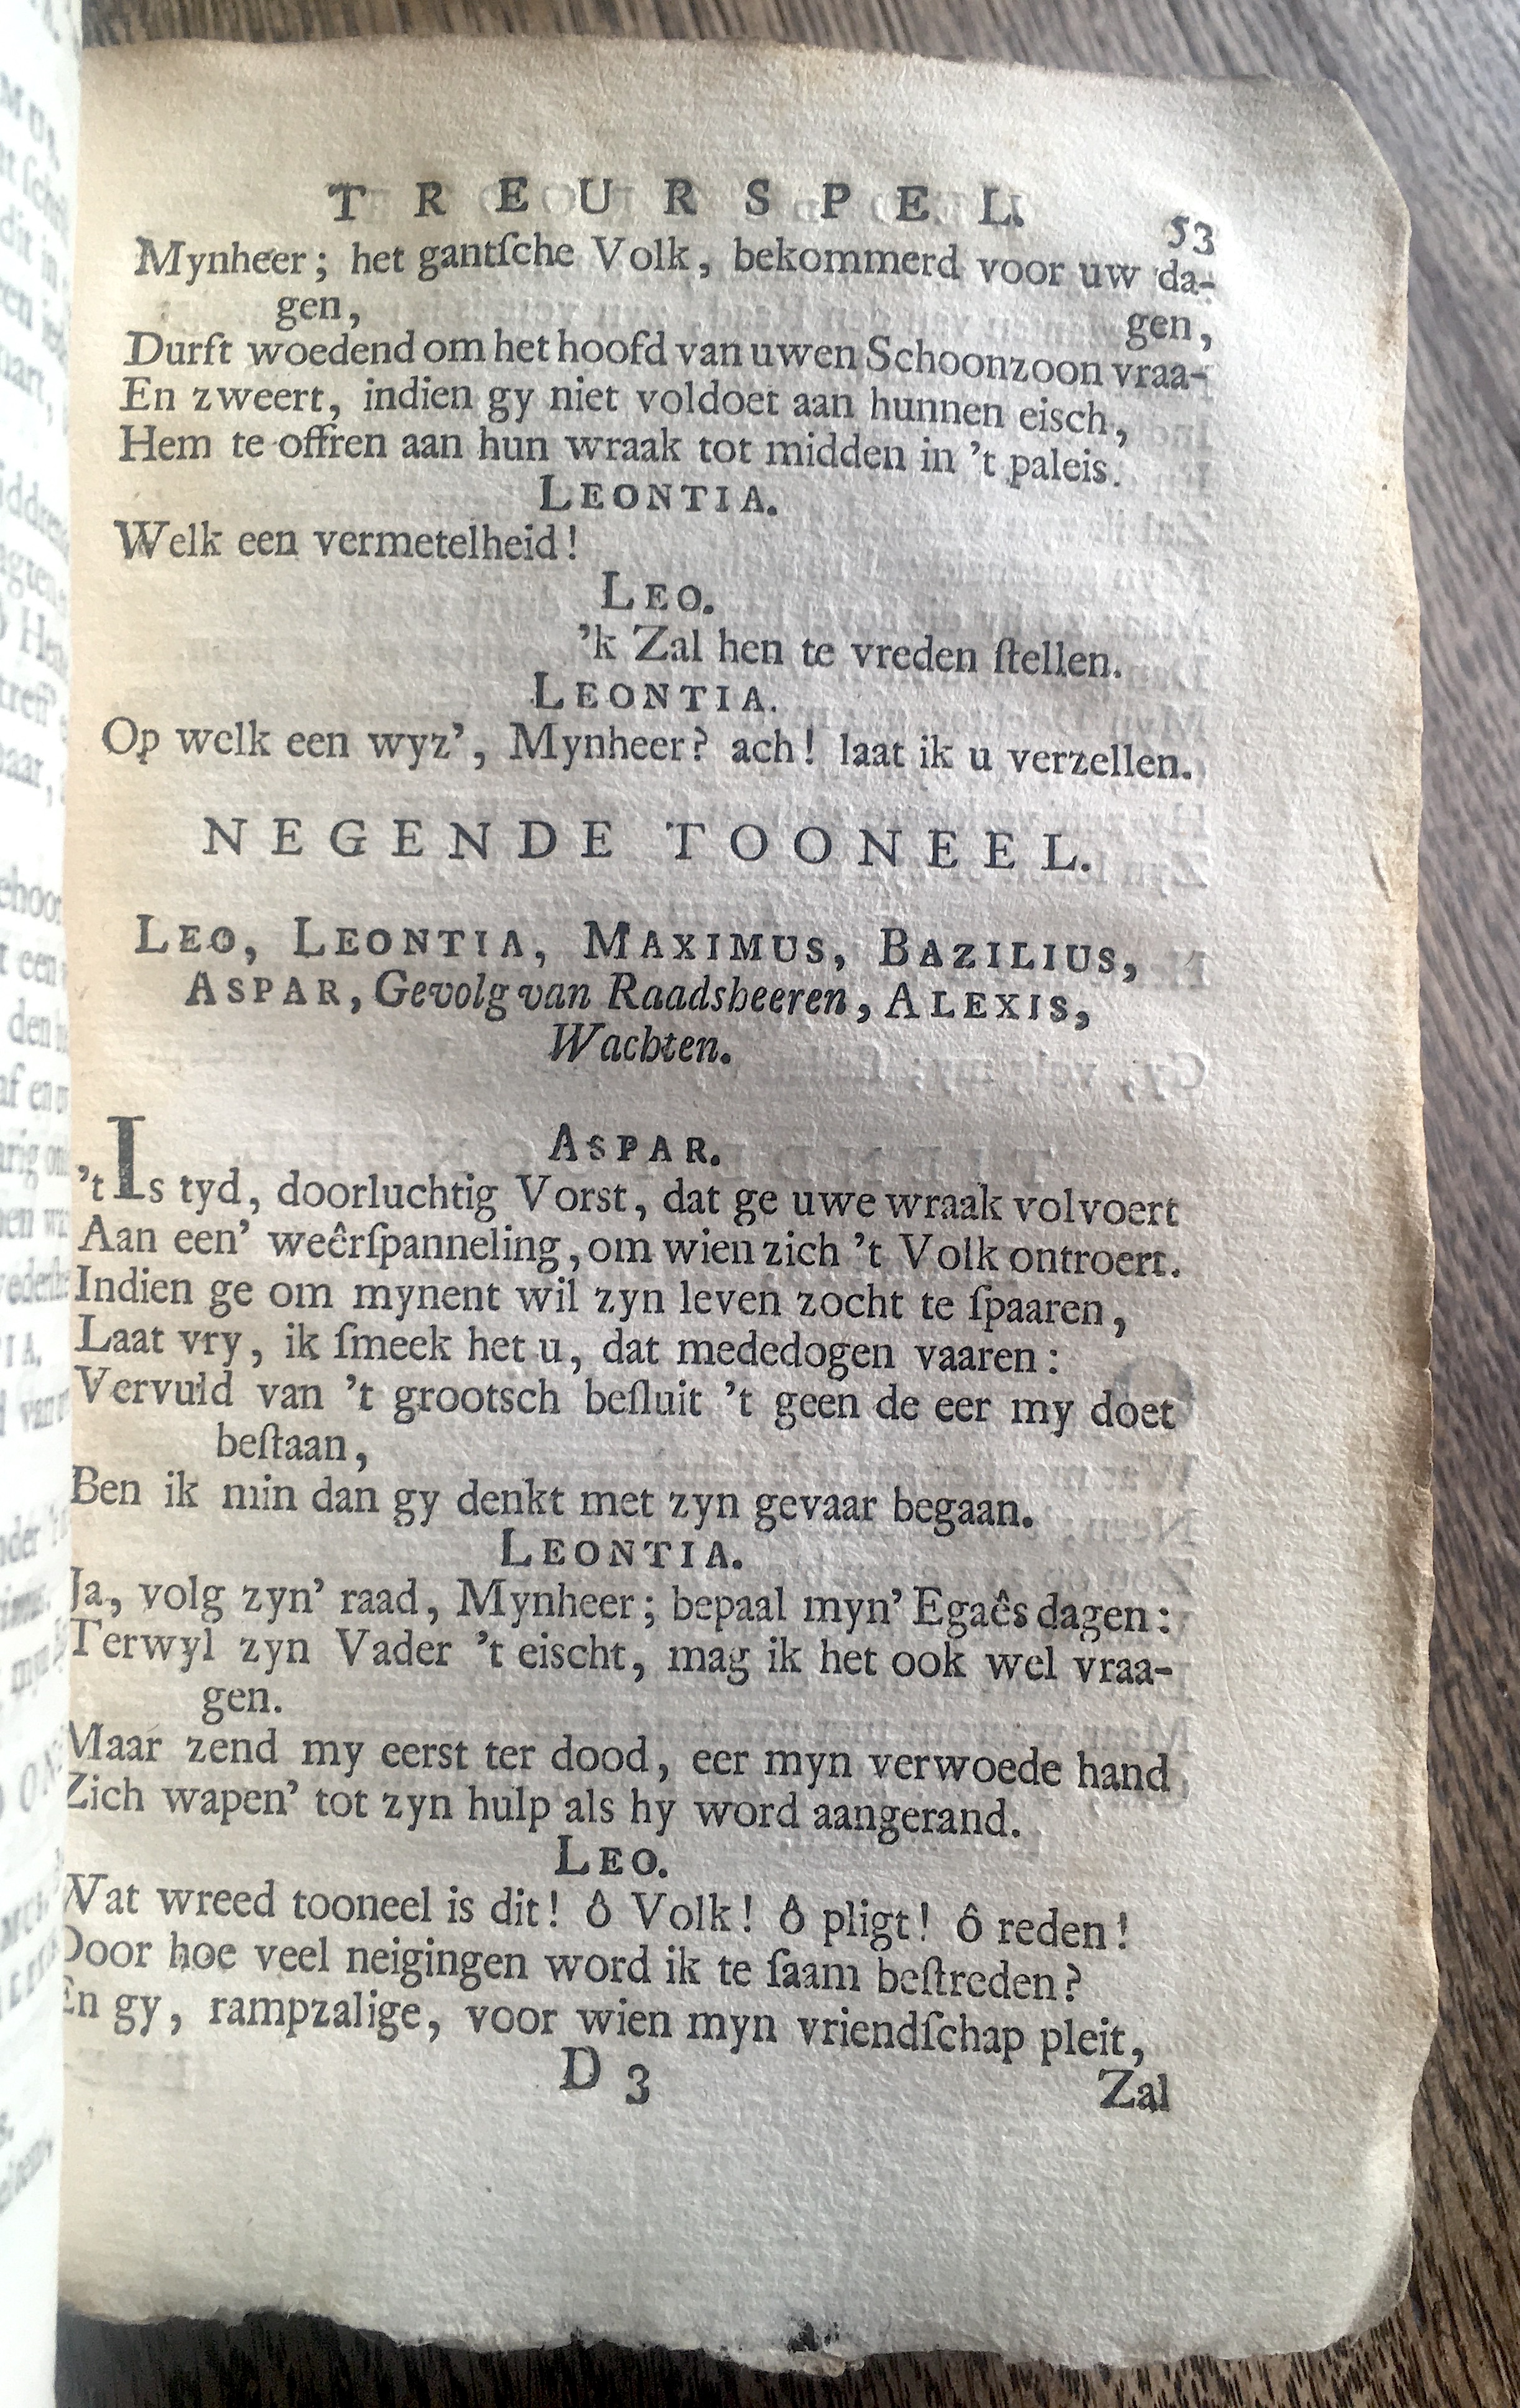 TREURSPEL. 53
Mynheer; het gantſche Volk, bekommerd voor uw da-
gen, gen,
Durft woedend om het hoofd van uwen Schoonzoon vraa-
En zweert, indien gy niet voldoet aan hunnen eisch,
Hem te offren aan hun wraak tot midden in 't paleis.
LEONTIA.
Welk een vermetelheid!
LEO.
'k Zal hen te vreden ſtellen.
LEONTIA.
Op welk een wyz', Mynheer? ach! laat ik u verzellen.
NEGENDE TOONEEL.
LEO, LEONTIA, MAXIMUS, BAZILIUS,
ASPAR, Gevolg van Raadsheeren, ALEXIS,
Wachten.
ASPAR.
't Is tyd, doorluchtig Vorst, dat ge uwe wraak volvoert
Aan een' weêrſpanneling, om wien zich 't Volk ontroert.
Indien ge om mynent wil zyn leven zocht te ſpaaren,
Laat vry, ik ſmeek het u, dat mededogen vaaren:
Vervuld van 't grootsch beſluit 't geen de eer my doet
beſtaan,
Ben ik min dan gy denkt met zyn gevaar begaan.
LEONTIA.
Ja, volg zyn' raad, Mynheer; bepaal myn' Egaês dagen:
Terwyl zyn Vader 't eischt, mag ik het ook wel vraa-
gen.
Maar zend my eerst ter dood, eer myn verwoede hand
Zich wapen' tot zyn hulp als hy word aangerand.
LEO.
Wat wreed tooneel is dit! ô Volk! ô pligt! ô reden!
Door hoe veel neigingen word ik te ſaam beſtreden?
En gy, rampzalige, voor wien myn vriendſchap pleit,
D 3 Zal